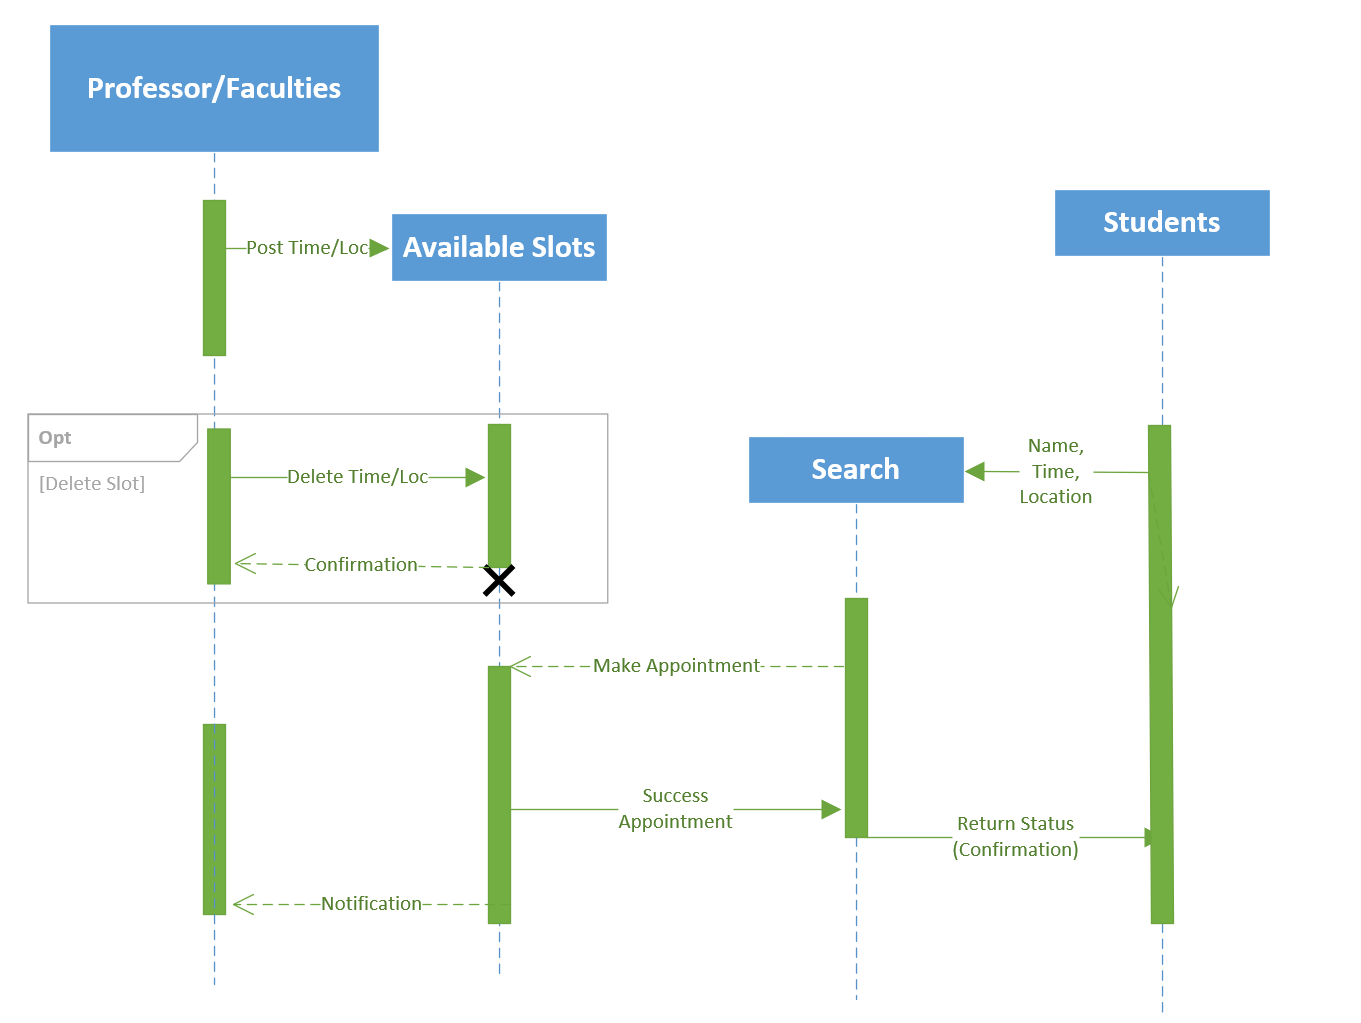 Professor/Faculties
Students
Post Time/Loc
Available Slots
Opt
[Delete Slot]
Delete Time/Loc
Confirmation
Search
Name,
Time,
Location
Make Appointment
Success
Appointment
Return Status
(Confirmation)
Notification